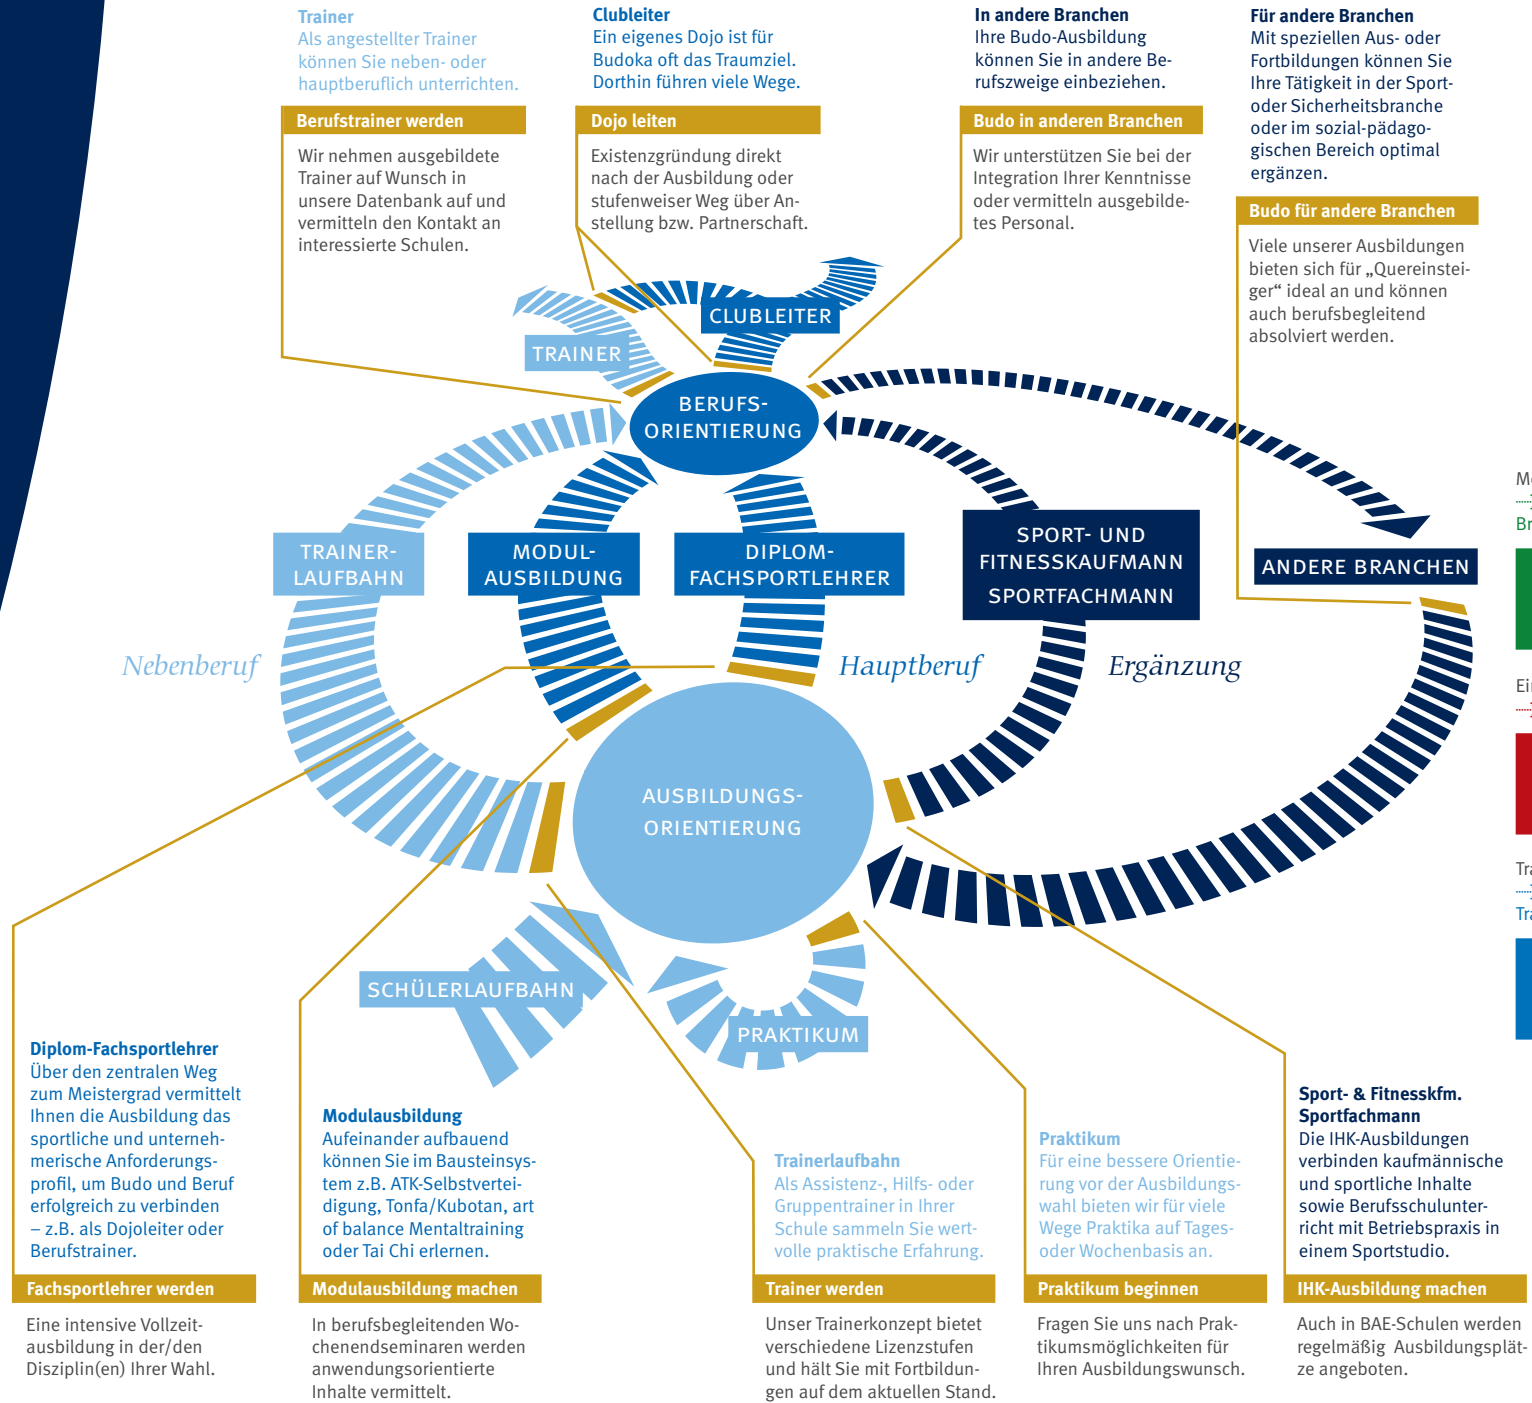 Trainer
Als angestellter Trainer
können Sie neben- oder
hauptberuflich unterrichten.
Berufstrainer werden
Wir nehmen ausgebildete
Trainer auf Wunsch in
unsere Datenbank auf und
vermitteln den Kontakt an
interessierte Schulen.
Clubleiter
Ein eigenes Dojo ist für
Budoka oft das Traumziel.
Dorthin führen viele Wege.
Dojo leiten
Existenzgründung direkt
nach der Ausbildung oder
stufenweiser Weg über An-
stellung bzw. Partnerschaft.
In andere Branchen
Ihre Budo-Ausbildung
können Sie in andere Be-
rufszweige einbeziehen.
Budo in anderen Branchen
Wir unterstützen Sie bei der
Integration Ihrer Kenntnisse
oder vermitteln ausgebilde-
tes Personal.
Für andere Branchen
Mit speziellen Aus- oder
Fortbildungen können Sie
Ihre Tätigkeit in der Sport-
oder Sicherheitsbranche
oder im sozial-pädago-
gischen Bereich optimal
ergänzen.
Budo für andere Branchen
Viele unserer Ausbildungen
bieten sich für „Quereinstei-
ger“ ideal an und können
auch berufsbegleitend
absolviert werden.
CLUBLEITER
TRAINER
BERUFS-
ORIENTIERUNG
TRAINER-
LAUFBAHN
MODUL-
AUSBILDUNG
DIPLOM-
FACHSPORTLEHRER
SPORT- UND
FITNESSKAUFMANN
SPORTFACHMANN
ANDERE BRANCHEN
Nebenberuf
Hauptberuf
Ergänzung
AUSBILDUNGS-
ORIENTIERUNG
SCHÜLERLAUFBAHN
PRAKTIKUM
Diplom-Fachsportlehrer
Über den zentralen Weg
zum Meistergrad vermittelt
Ihnen die Ausbildung das
sportliche und unterneh-
merische Anforderungs-
profil, um Budo und Beruf
erfolgreich zu verbinden
– z.B. als Dojoleiter oder
Berufstrainer.
Fachsportlehrer werden
Eine intensive Vollzeit-
ausbildung in der/den
Disziplin(en) Ihrer Wahl.
Modulausbildung
Aufeinander aufbauend
können Sie im Bausteinsys-
tem z.B. ATK-Selbstvertei-
digung, Tonfa/Kubotan, art
of balance Mentaltraining
oder Tai Chi erlernen.
Modulausbildung machen
In berufsbegleitenden Wo-
chenendseminaren werden
anwendungsorientierte
Inhalte vermittelt.
Trainerlaufbahn
Als Assistenz-, Hilfs- oder
Gruppentrainer in Ihrer
Schule sammeln Sie wert-
volle praktische Erfahrung.
Trainer werden
Unser Trainerkonzept bietet
verschiedene Lizenzstufen
und hält Sie mit Fortbildun-
gen auf dem aktuellen Stand.
Praktikum
Für eine bessere Orientie-
rung vor der Ausbildungs-
wahl bieten wir für viele
Wege Praktika auf Tages-
oder Wochenbasis an.
Praktikum beginnen
Fragen Sie uns nach Prak-
tikumsmöglichkeiten für
Ihren Ausbildungswunsch.
Sport- & Fitnesskfm.
Sportfachmann
Die IHK-Ausbildungen
verbinden kaufmännische
und sportliche Inhalte
sowie Berufsschulunter-
richt mit Betriebspraxis in
einem Sportstudio.
IHK-Ausbildung machen
Auch in BAE-Schulen werden
regelmäßig Ausbildungsplät-
ze angeboten.